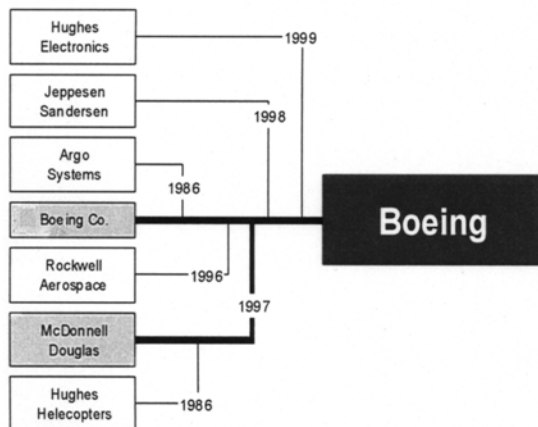 Hughes
Electronics
1999
Jeppesen
Sandersen
1998
Argo
Systems
1986
Boeing Co.
Boeing
Rockwell
Aerospace
1996
1997
McDonnell
Douglas
Hughes
Helecopters
1986